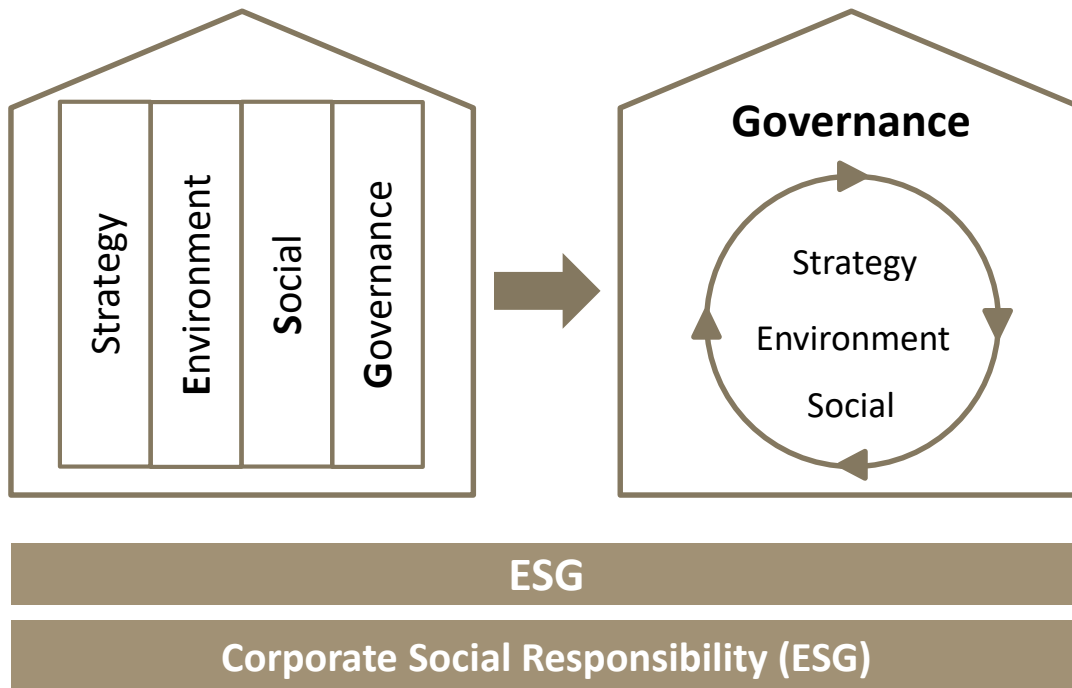 Strategy
Environment
Social
Governance
Governance
Strategy
Environment
Social
ESG
Corporate Social Responsibility (ESG)